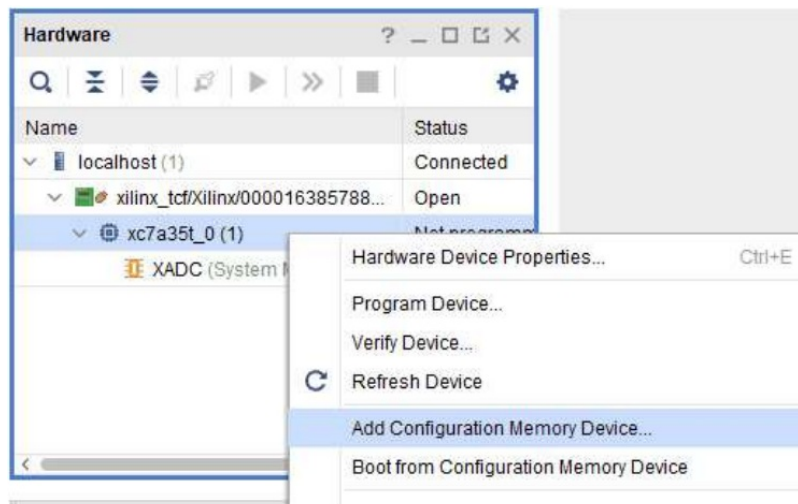 Hardware
? _
Name Status
localhost (1) Connected
xilinx_tcf/Xilinx/000016385788... Open
xc7a35t_0 (1) Not
XADC (System
Hardware Device Properties... Ctrl+E
Program Device...
Verify Device...
Refresh Device
Add Configuration Memory Device...
Boot from Configuration Memory Device